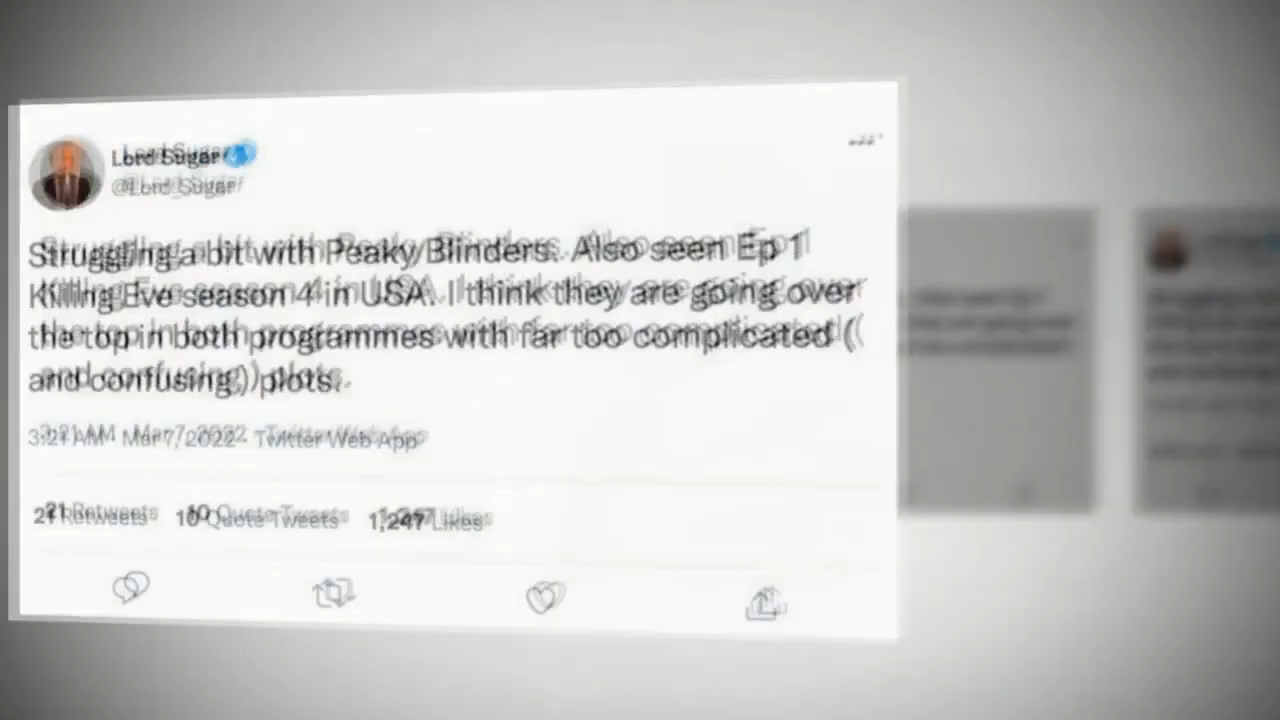 Lord Sugar
@Lord_Sugar
Struggling a bit with Peaky Blinders. Also seen Ep 1
Killing Eve season 4 in USA. I think they are going over
the top in both programmes with far too complicated (
and confusing ) plots.
3:21 AM · Mar 7, 2022 · Twitter Web App
21 Retweets 10 Quote Tweets 1,247 Likes